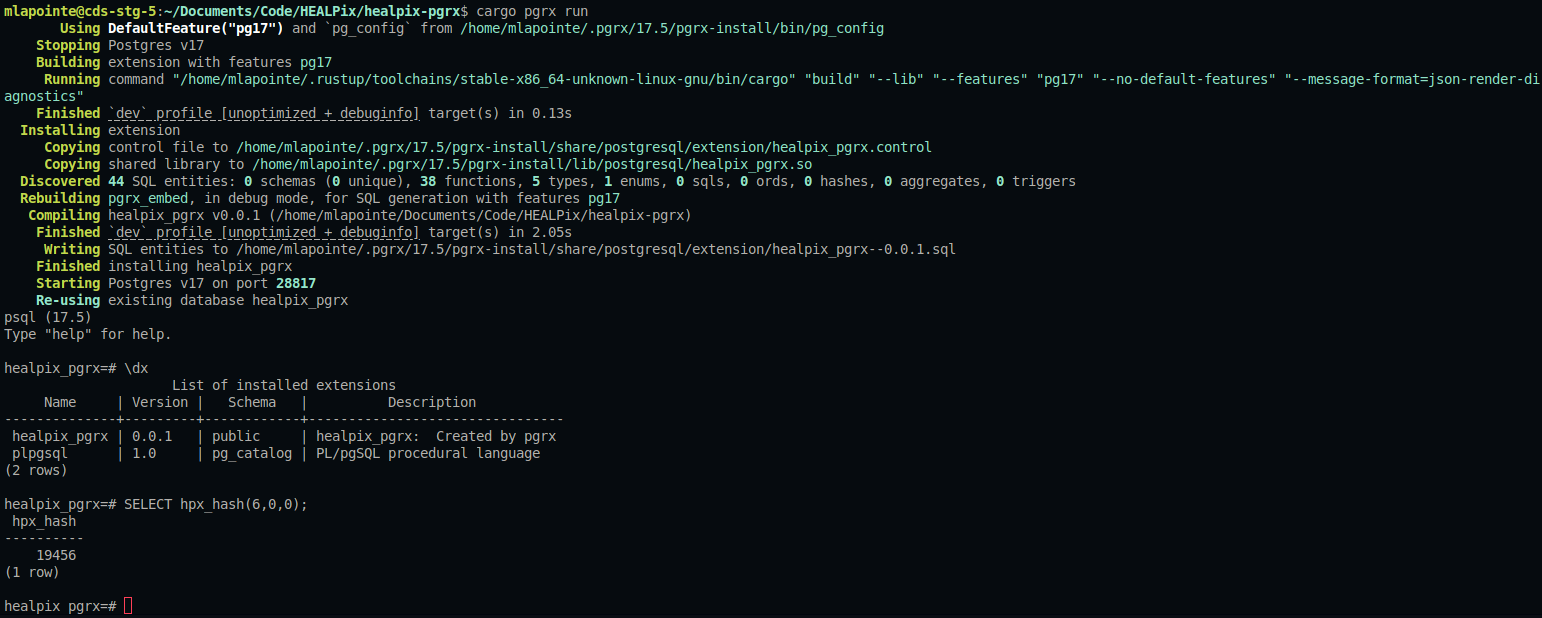 mlapointe@cds-stg-5:~/Documents/Code/HEALPix/healpix-pgrx$ cargo pgrx run
       Using DefaultFeature("pg17") and `pg_config` from /home/mlapointe/.pgrx/17.5/pgrx-install/bin/pg_config
    Stopping Postgres v17
    Building extension with features pg17
     Running command "/home/mlapointe/.rustup/toolchains/stable-x86_64-unknown-linux-gnu/bin/cargo" "build" "--lib" "--features" "pg17" "--no-default-features" "--message-format=json-render-di
agnostics"
    Finished `dev` profile [unoptimized + debuginfo] target(s) in 0.13s
  Installing extension
     Copying control file to /home/mlapointe/.pgrx/17.5/pgrx-install/share/postgresql/extension/healpix_pgrx.control
     Copying shared library to /home/mlapointe/.pgrx/17.5/pgrx-install/lib/postgresql/healpix_pgrx.so
  Discovered 44 SQL entities: 0 schemas (0 unique), 38 functions, 5 types, 1 enums, 0 sqls, 0 ords, 0 hashes, 0 aggregates, 0 triggers
  Rebuilding pgrx_embed, in debug mode, for SQL generation with features pg17
   Compiling healpix_pgrx v0.0.1 (/home/mlapointe/Documents/Code/HEALPix/healpix-pgrx)
    Finished `dev` profile [unoptimized + debuginfo] target(s) in 2.05s
     Writing SQL entities to /home/mlapointe/.pgrx/17.5/pgrx-install/share/postgresql/extension/healpix_pgrx--0.0.1.sql
    Finished installing healpix_pgrx
    Starting Postgres v17 on port 28817
    Re-using existing database healpix_pgrx
psql (17.5)
Type "help" for help.

healpix_pgrx=# \dx
                     List of installed extensions
     Name     | Version |   Schema   |          Description
--------------+---------+------------+--------------------------------
 healpix_pgrx | 0.0.1   | public     | healpix_pgrx:  Created by pgrx
 plpgsql      | 1.0     | pg_catalog | PL/pgSQL procedural language
(2 rows)

healpix_pgrx=# SELECT hpx_hash(6,0,0);
 hpx_hash
----------
    19456
(1 row)

healpix pgrx=#